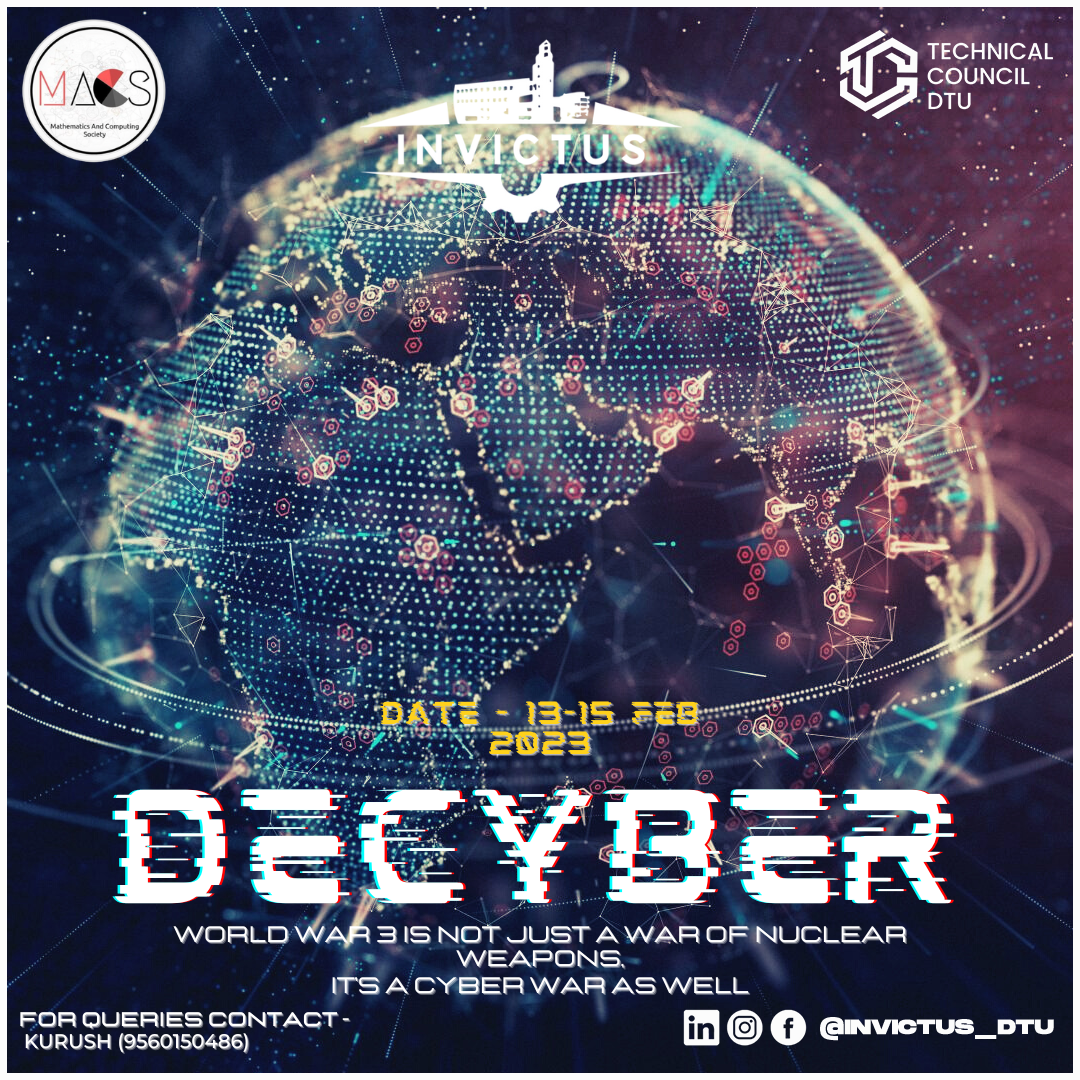 MACS
Mathematics And Computing
Society
INVICTUS
TECHNICAL
COUNCIL
DTU
DATE - 13-15 FEB
2023
DECYBER
WORLD WAR 3 IS NOT JUST A WAR OF NUCLEAR
WEAPONS.
IT'S A CYBER WAR AS WELL
FOR QUERIES CONTACT -
KURUSH (9560150486)
in f @INVICTUS_DTU